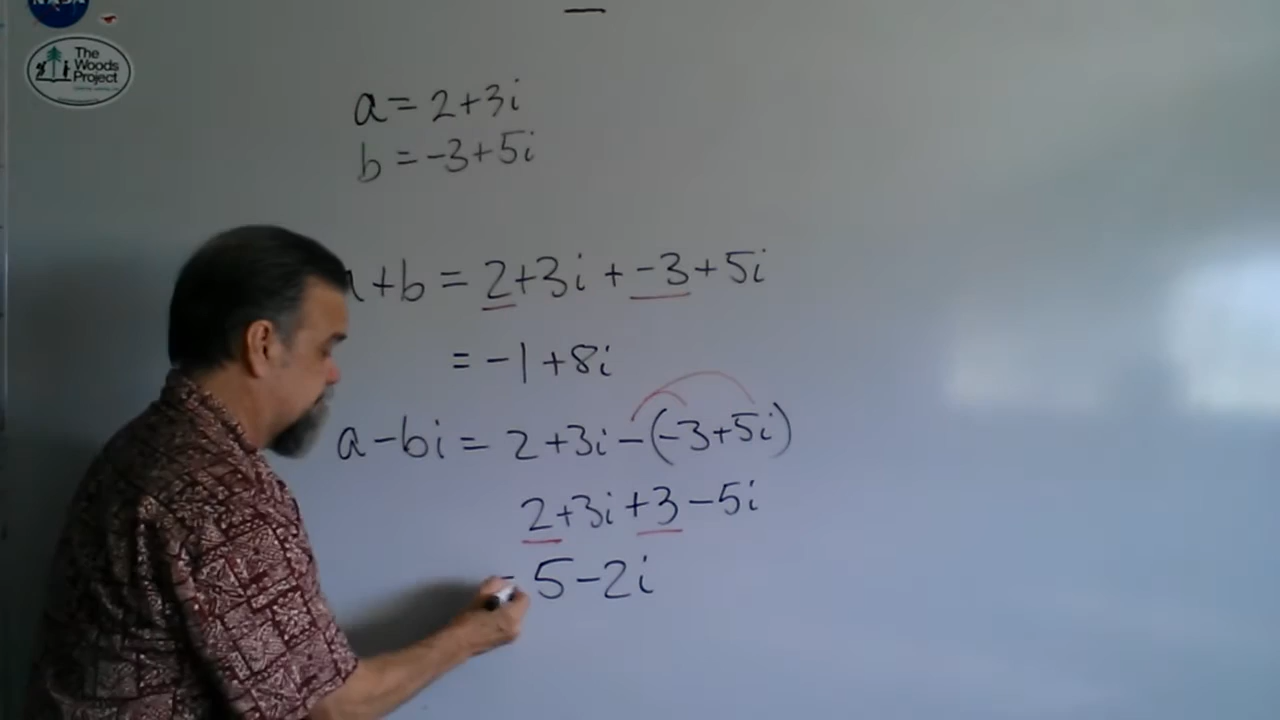 NASA
The
Woods
Project
a = 2+3i
b = -3+5i
+b = 2+3i + -3+5i
= -1+8i
a-bi = 2+3i-(-3+5i)
2+3i+3-5i
5-2i